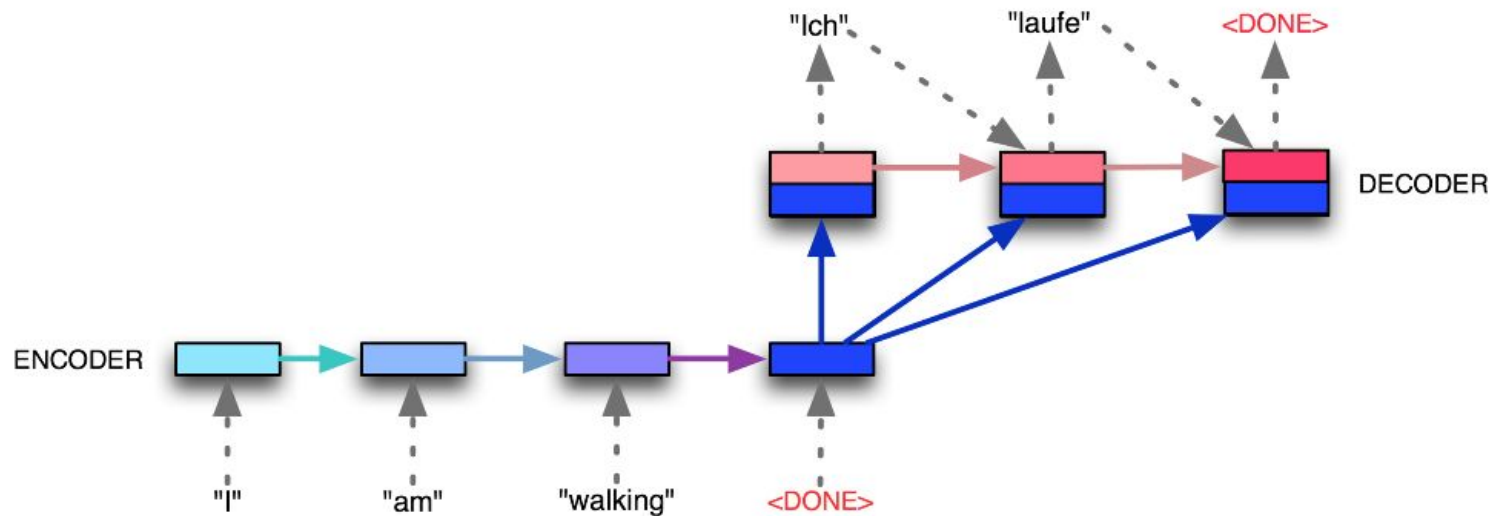 "Ich" "laufe" <DONE>
DECODER
ENCODER
"I" "am" "walking" <DONE>